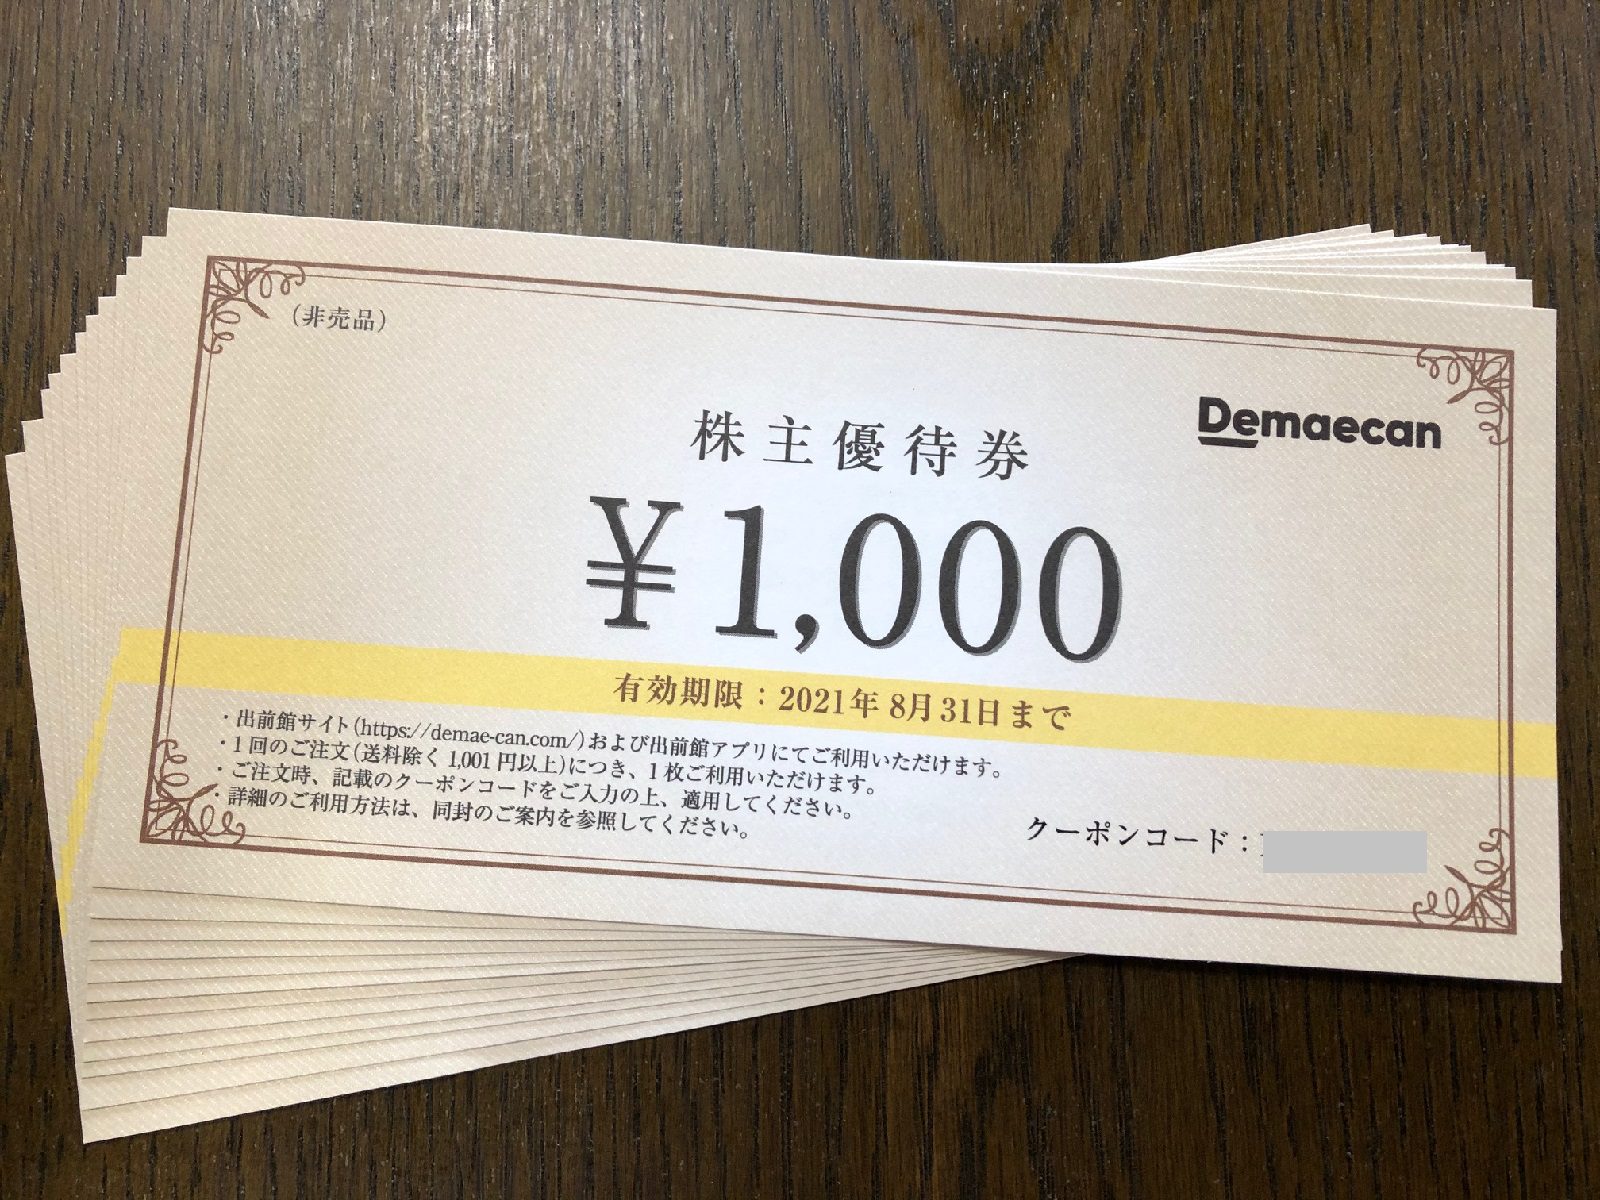 （非売品）
Demaecan
株主優待券
￥1,000
有効期限：2021年8月31日まで
・出前館サイト(https://demae-can.com/)および出前館アプリにてご利用いただけます。
・1回のご注文(送料除く1,001円以上)につき、1枚ご利用いただけます。
・ご注文時、記載のクーポンコードをご入力の上、適用してください。
・詳細のご利用方法は、同封のご案内を参照してください。
クーポンコード：